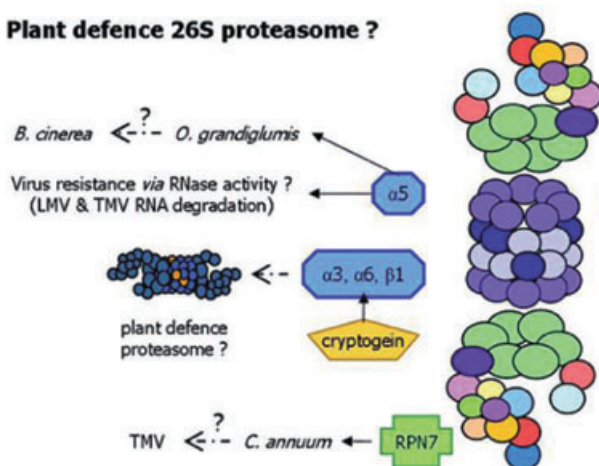 Plant defence 26S proteasome ?
?
B. cinerea O. grandiglumis
Virus resistance via RNase activity ?
(LMV & TMV RNA degradation)
α5
α3, α6, β1
plant defence
proteasome ?
cryptogein
?
TMV C. annuum RPN7